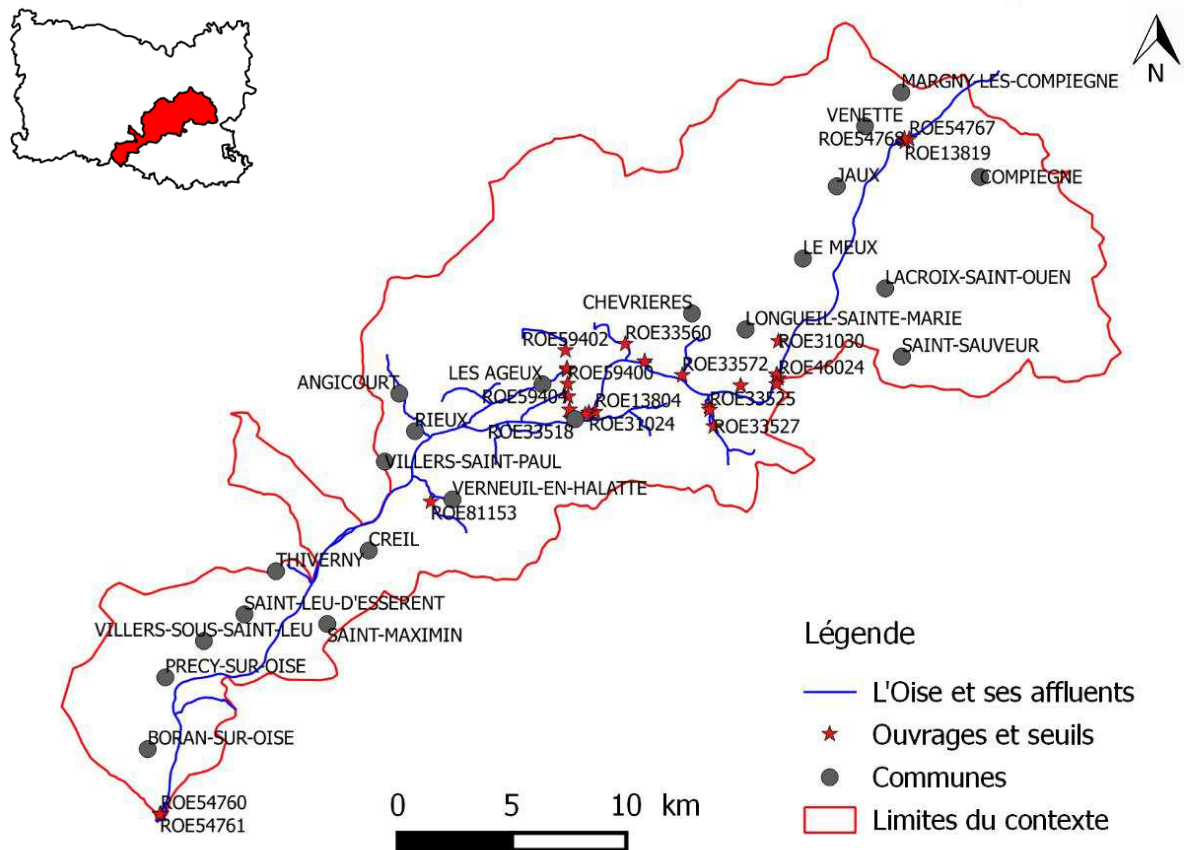 N
MARGNY-LES-COMPIEGNE
VENETTE
ROE54767
ROE54768
ROE13819
JAUX
COMPIEGNE
LE MEUX
LACROIX-SAINT-OUEN
CHEVRIERES
LONGUEIL-SAINTE-MARIE
ROE59402
ROE33560
ROE31030
SAINT-SAUVEUR
ROE33572
ROE46024
LES AGEUX
ROE59400
ANGICOURT
ROE59404
ROE13804
ROE33525
RIEUX
ROE33518
ROE31024
ROE33527
VILLERS-SAINT-PAUL
VERNEUIL-EN-HALATTE
ROE81153
CREIL
THIVERNY
SAINT-LEU-D'ESSERENT
VILLERS-SOUS-SAINT-LEU
SAINT-MAXIMIN
PRECY-SUR-OISE
BORAN-SUR-OISE
ROE54760
ROE54761
0 5 10 km
Légende
L'Oise et ses affluents
Ouvrages et seuils
Communes
Limites du contexte